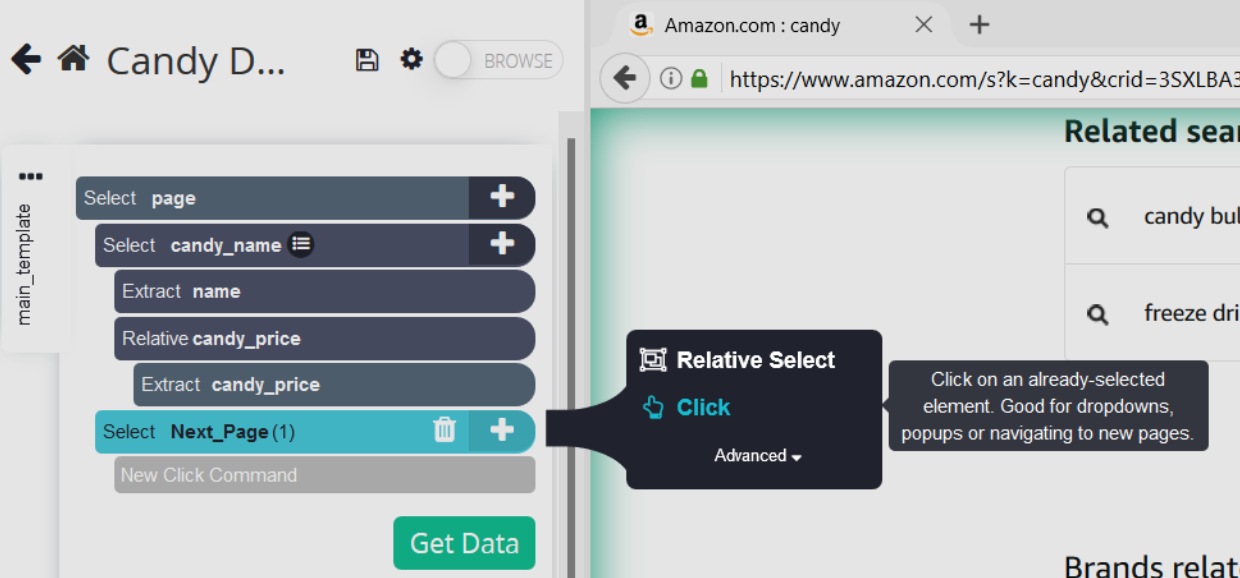 Amazon.com : candy
Candy D...
BROWSE
https://www.amazon.com/s?k=candy&crid=3SXLBA3
main_template
Select page
Select candy_name
Extract name
Relative candy_price
Extract candy_price
Select Next_Page (1)
New Click Command
Get Data
Relative Select
Click
Advanced
Click on an already-selected
element. Good for dropdowns,
popups or navigating to new pages.
Related sear
candy bul
freeze dri
Brands relat